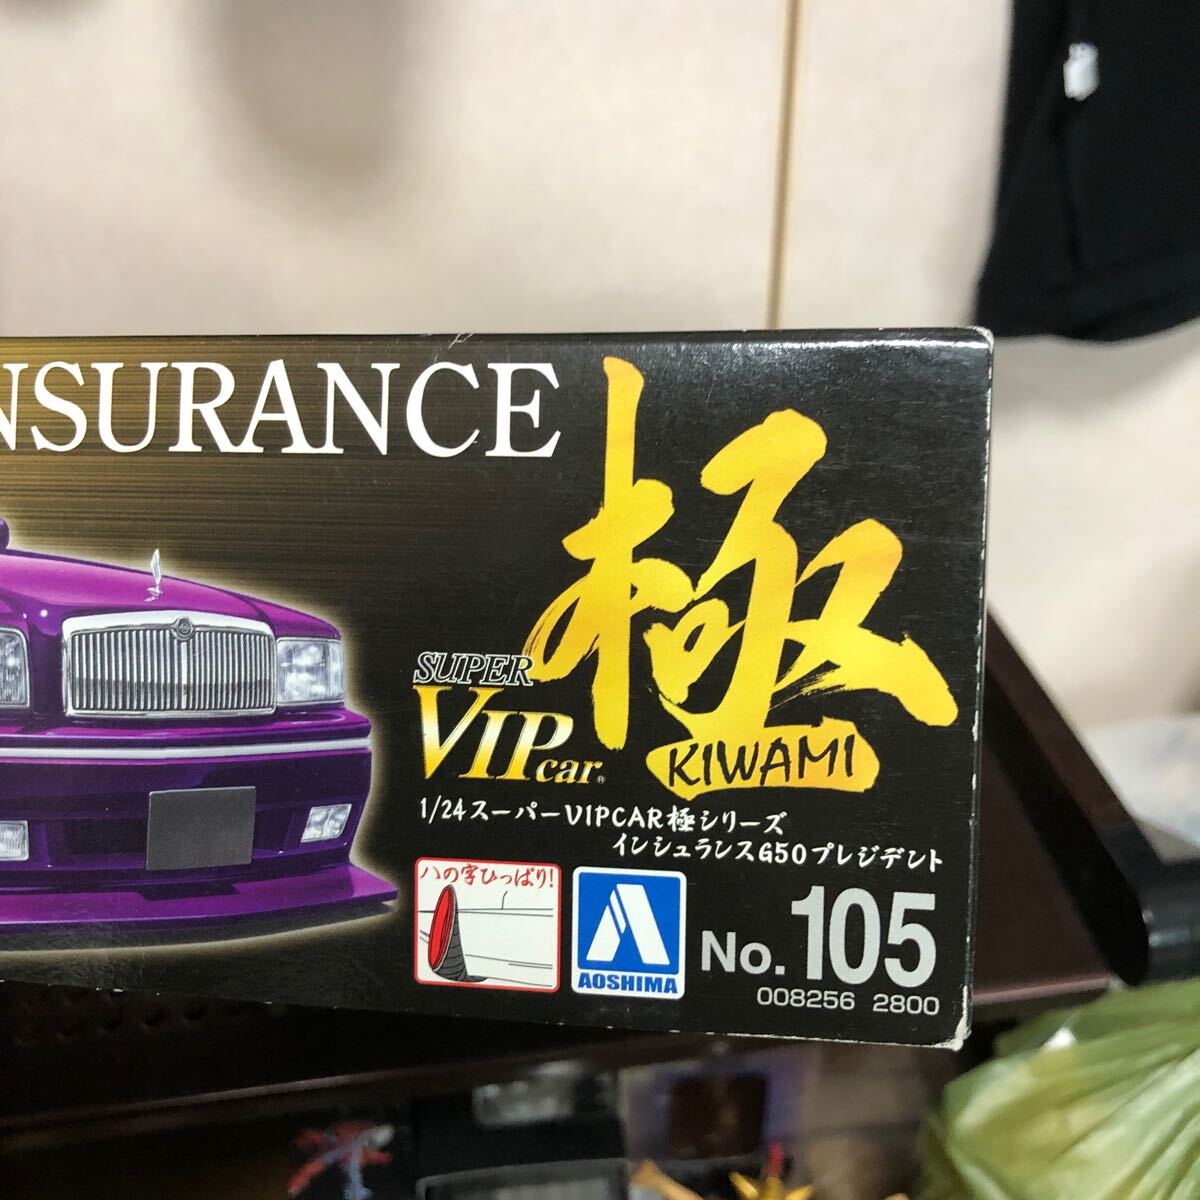 NSURANCE
極
KIWAMI
SUPER
VIP
car®
1/24スーパーVIPCAR極シリーズ
インシュランスG50プレジデント
ハの字ひっぱり!
AOSHIMA
No. 105
008256 2800